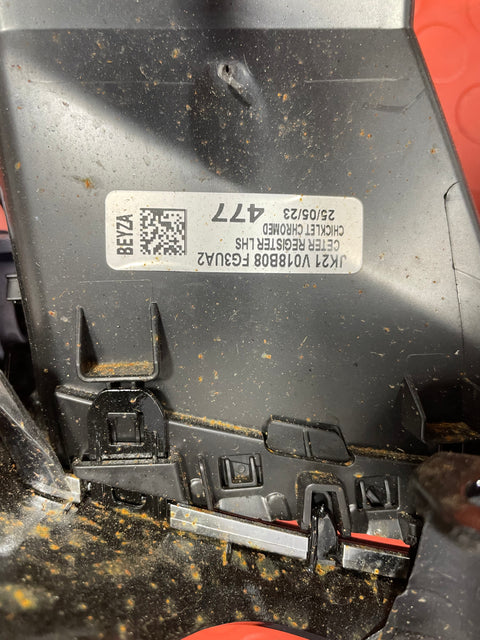 JK21 V018B08 FG3UA2
CETER REGISTER LHS
CHICKLET CHROMED
25/05/23
477
BEYZA